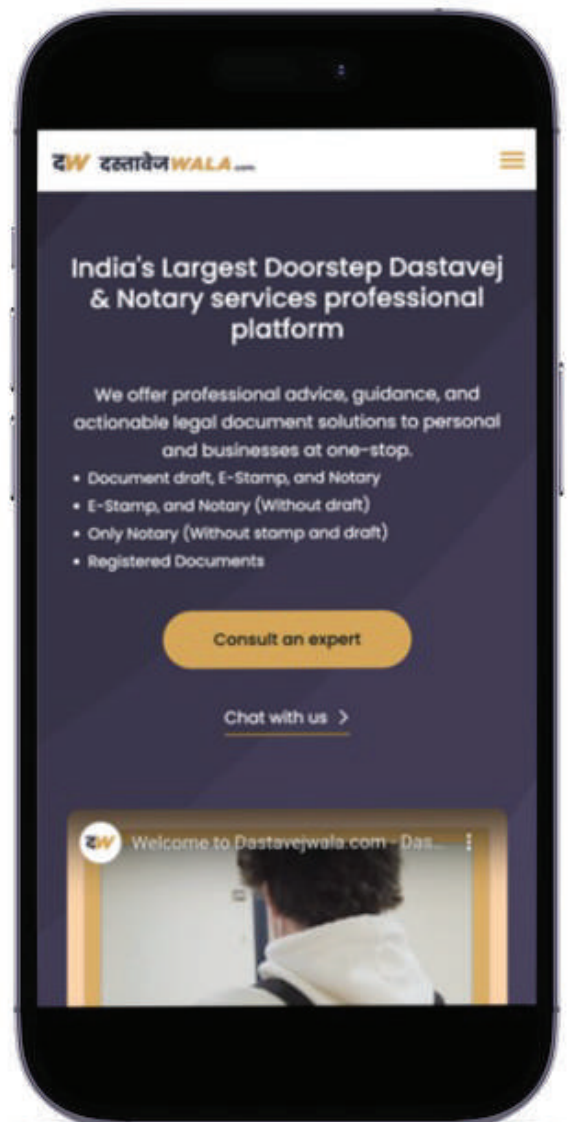 दW दस्तावेजWALA.com
India's Largest Doorstep Dastavej
& Notary services professional
platform
We offer professional advice, guidance, and
actionable legal document solutions to personal
and businesses at one-stop.
• Document draft, E-Stamp, and Notary
• E-Stamp, and Notary (Without draft)
• Only Notary (Without stamp and draft)
• Registered Documents
Consult an expert
Chat with us >
दW Welcome to Dastavejwala.com - Das...